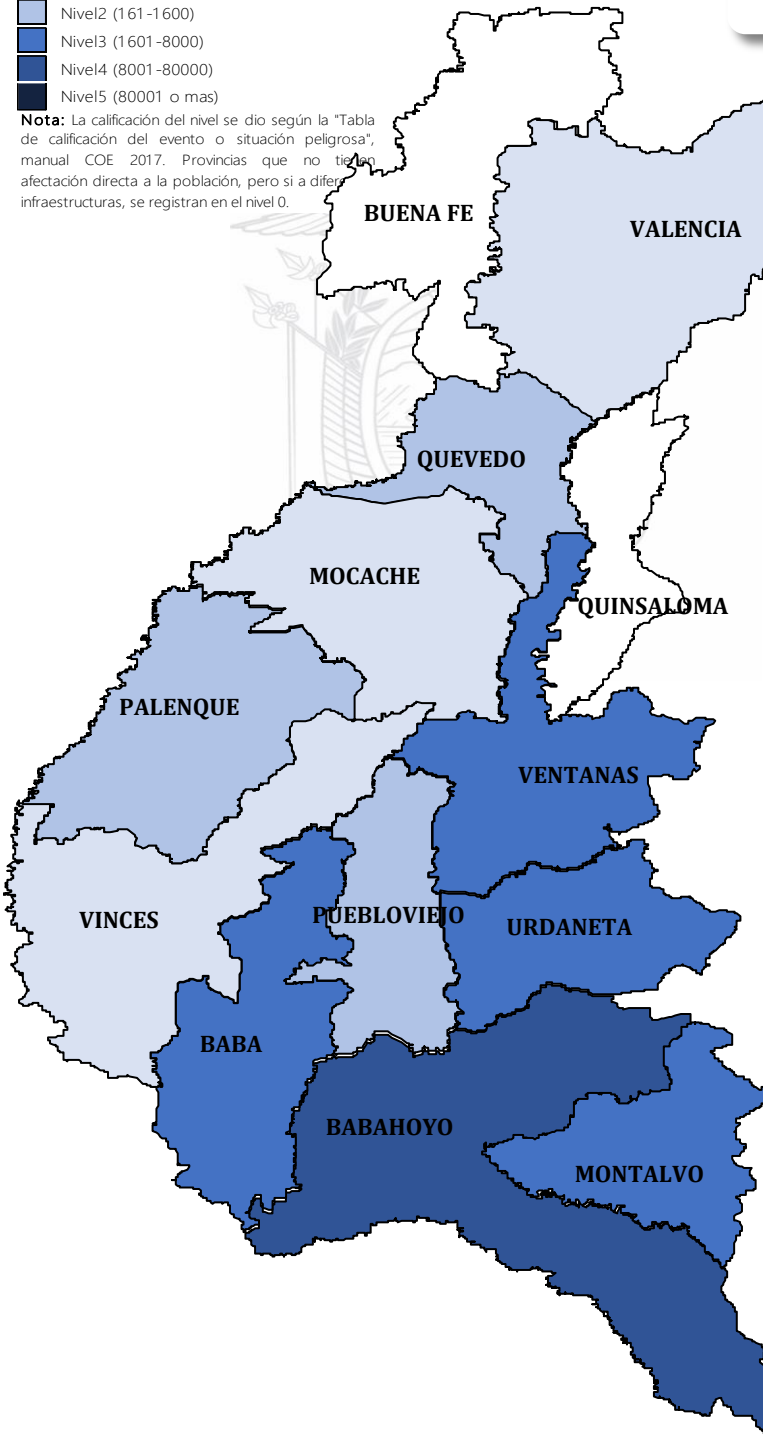 Nivel2 (161-1600)
Nivel3 (1601-8000)
Nivel4 (8001-80000)
Nivel5 (80001 o mas)
Nota: La calificación del nivel se dio según la "Tabla
de calificación del evento o situación peligrosa",
manual COE 2017. Provincias que no tienen
afectación directa a la población, pero si a
infraestructuras, se registran en el nivel 0.
BUENA FE
VALENCIA
QUEVEDO
MOCACHE
QUINSALOMA
PALENQUE
VENTANAS
VINCES
PUEBLOVIEJO
URDANETA
BABA
BABAHOYO
MONTALVO